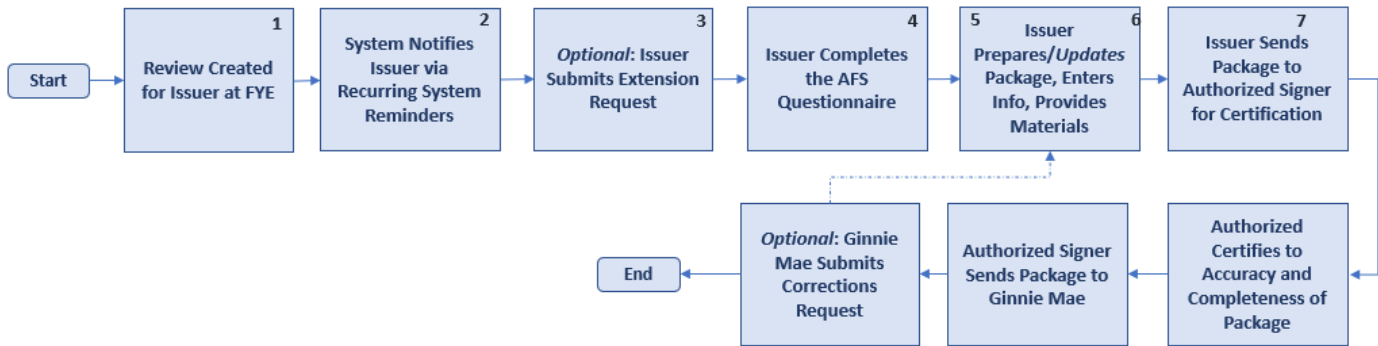 1
2
3
4
5
6
7
Start
Review Created
for Issuer at FYE
System Notifies
Issuer via
Recurring System
Reminders
Optional: Issuer
Submits Extension
Request
Issuer Completes
the AFS
Questionnaire
Issuer
Prepares/Updates
Package, Enters
Info, Provides
Materials
Issuer Sends
Package to
Authorized Signer
for Certification
Authorized
Certifies to
Accuracy and
Completeness of
Package
Authorized Signer
Sends Package to
Ginnie Mae
Optional: Ginnie
Mae Submits
Corrections
Request
End